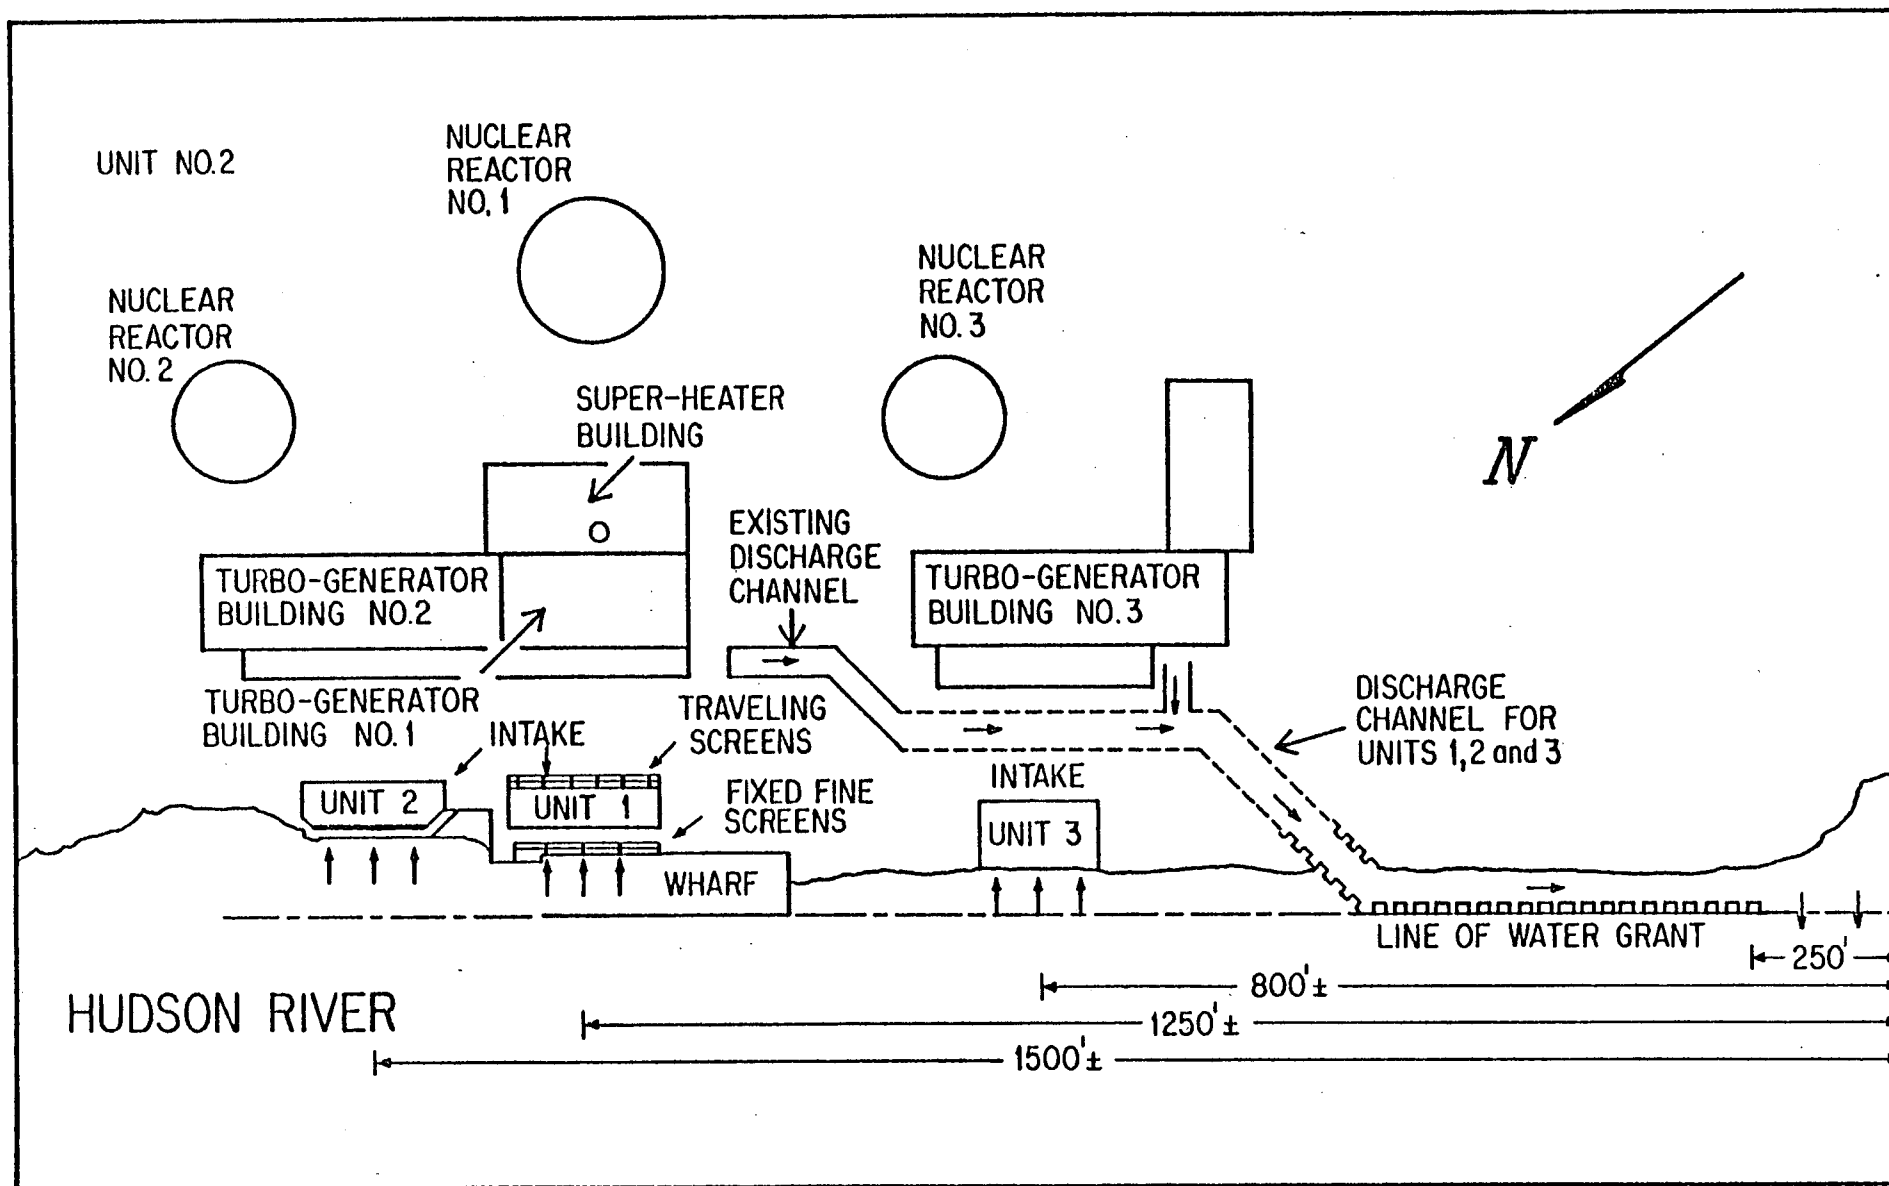 UNIT NO.2
NUCLEAR
REACTOR
NO.1
NUCLEAR
REACTOR
NO.2
NUCLEAR
REACTOR
NO.3
SUPER-HEATER
BUILDING
N
EXISTING
DISCHARGE
CHANNEL
TURBO-GENERATOR
BUILDING NO.2
TURBO-GENERATOR
BUILDING NO.3
TURBO-GENERATOR
BUILDING NO.1
INTAKE
TRAVELING
SCREENS
DISCHARGE
CHANNEL FOR
UNITS 1,2 and 3
UNIT 2
UNIT 1
FIXED FINE
SCREENS
INTAKE
UNIT 3
WHARF
LINE OF WATER GRANT
250'
800'±
1250'±
1500'±
HUDSON RIVER